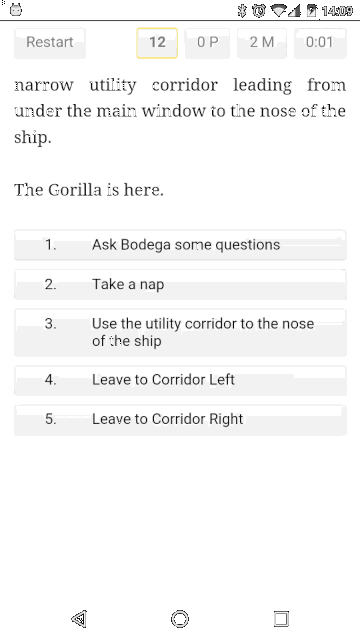 14:09
Restart 12 0 P 2 M 0:01
narrow utility corridor leading from
under the main window to the nose of the
ship.
The Gorilla is here.
1. Ask Bodega some questions
2. Take a nap
3. Use the utility corridor to the nose
of the ship
4. Leave to Corridor Left
5. Leave to Corridor Right